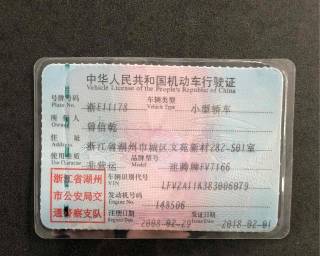 中华人民共和国机动车行驶证
Vehicle License of the People's Republic of China
号牌号码 浙E11178 车辆类型 小型轿车
Plate No. Vehicle Type
所有人
Owner
住址 浙江省湖州市城区文苑新村282-501室
Address
使用性质 非营运 品牌型号 捷腾牌FV7166
Use Character Model
浙江省湖州
市公安局交
通警察支队
车辆识别代号
VIN LFVZA11K383006079
发动机号码
Engine No. 148506
注册日期 2008-02-29 发证日期 2018-02-01
Register Date Issue Date